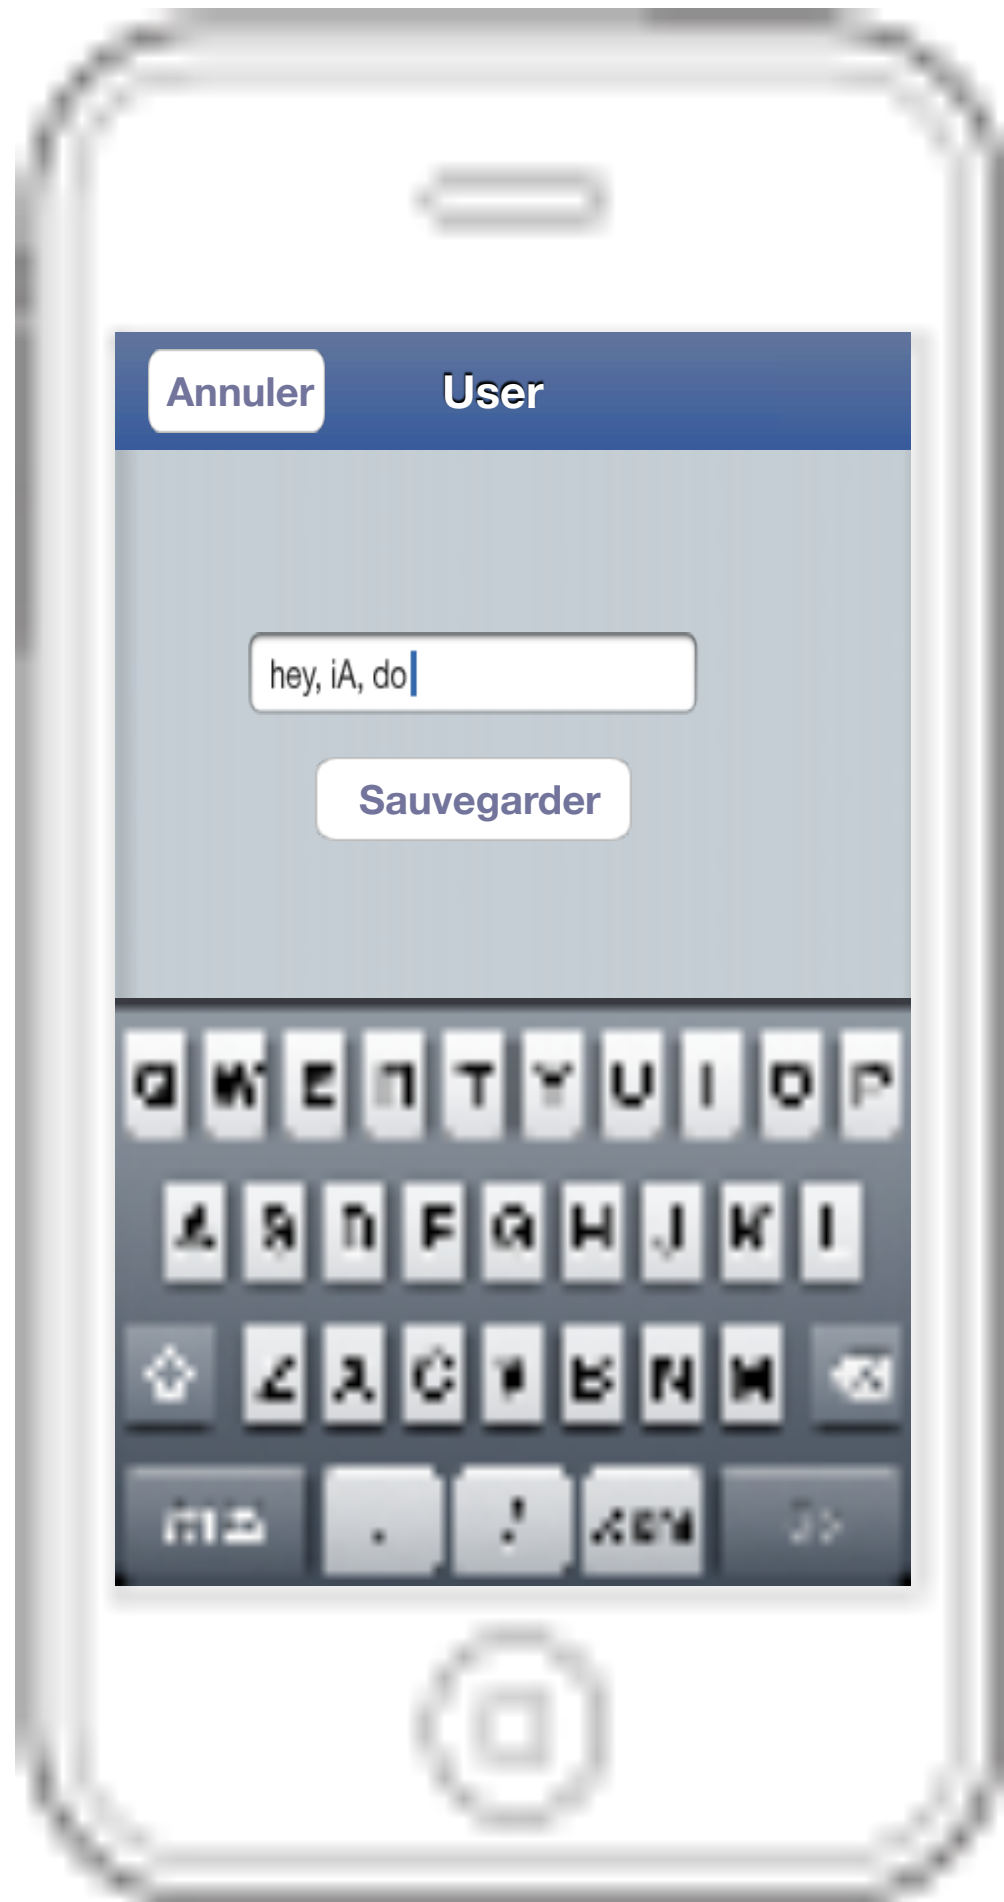 Annuler User
hey, iA, do
Sauvegarder
Q W E T Y U I O P
F G H J K
Z C B N M
.